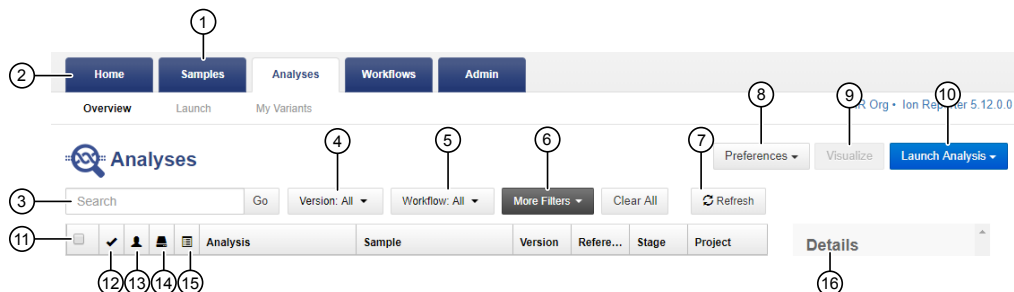 1
2
Home Samples Analyses Workflows Admin
Overview Launch My Variants
8 9 10
IR Org • Ion Reporter 5.12.0.0
4 5 6 7
Analyses
Preferences Visualize Launch Analysis
3
Search Go Version: All Workflow: All More Filters Clear All Refresh
11
Analysis Sample Version Refere... Stage Project
Details
12 13 14 15 16